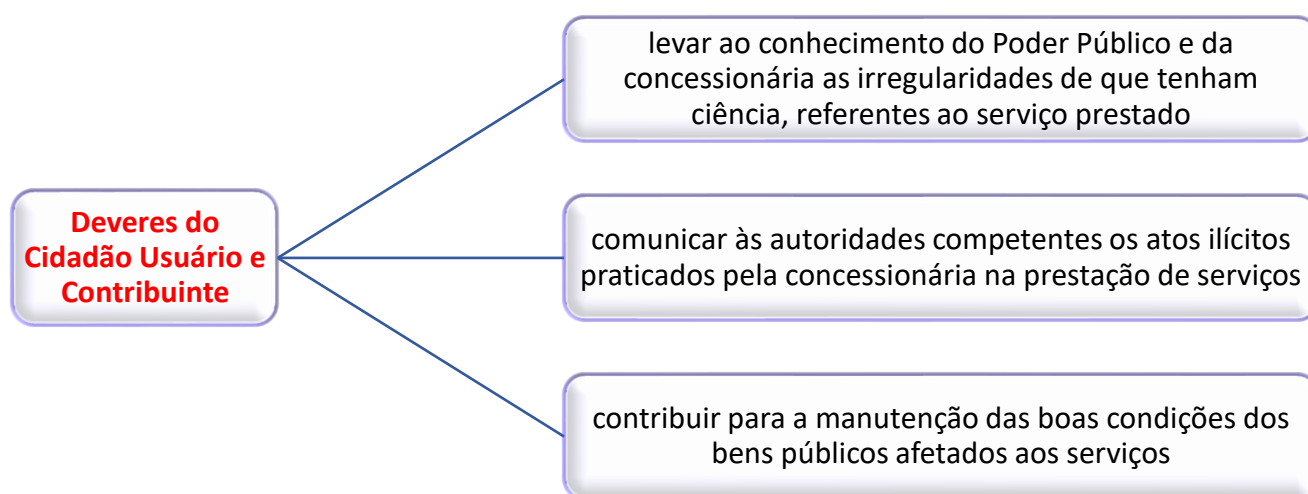 levar ao conhecimento do Poder Público e da
concessionária as irregularidades de que tenham
ciência, referentes ao serviço prestado
Deveres do
Cidadão Usuário e
Contribuinte
comunicar às autoridades competentes os atos ilícitos
praticados pela concessionária na prestação de serviços
contribuir para a manutenção das boas condições dos
bens públicos afetados aos serviços